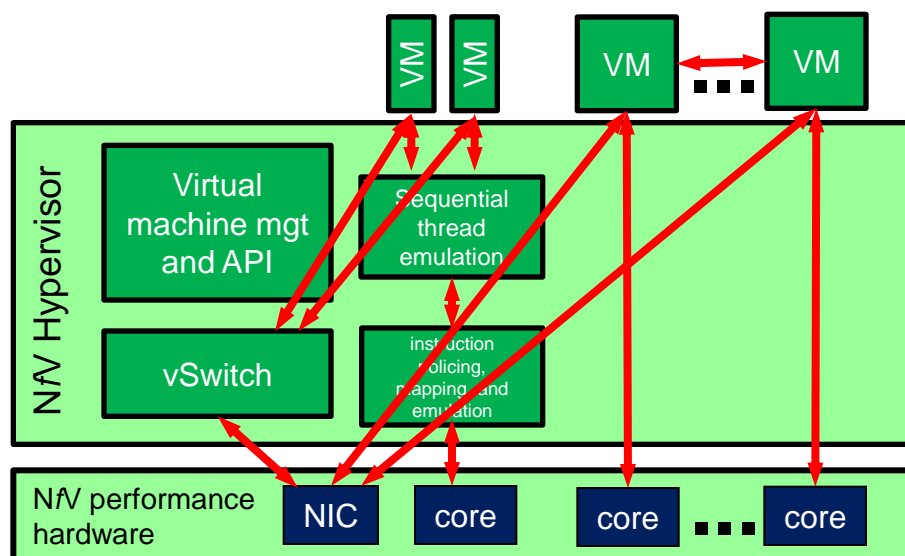 VM
VM
VM
VM
NfV Hypervisor
Virtual
machine mgt
and API
Sequential
thread
emulation
vSwitch
instruction
policing,
mapping, and
emulation
NfV performance
hardware
NIC
core
core
core